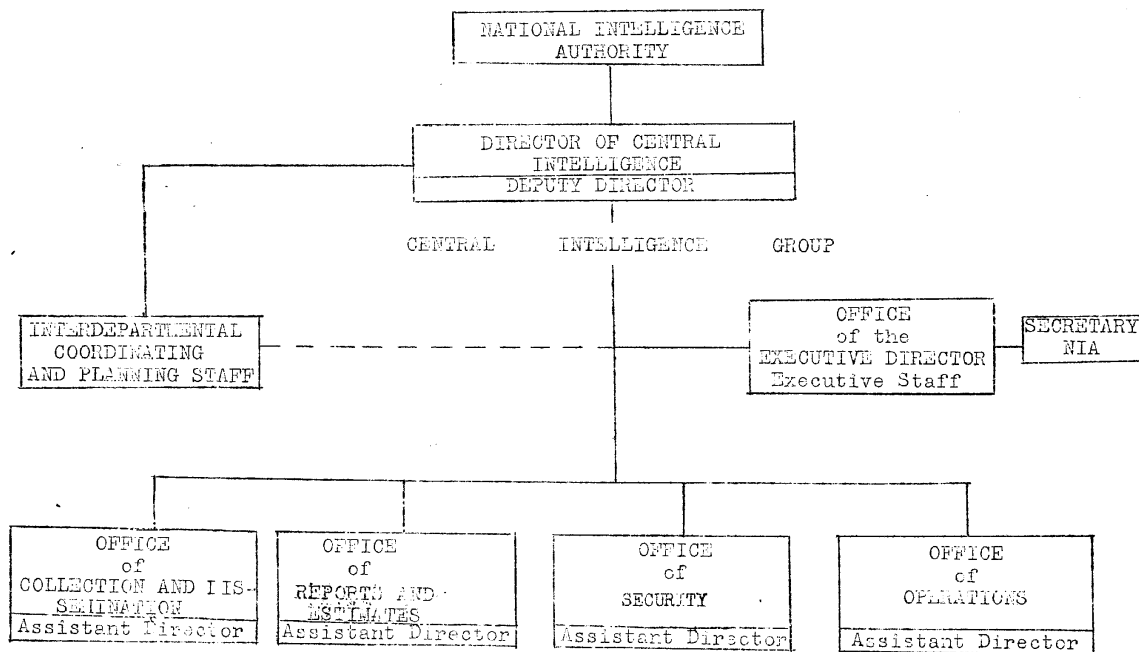 NATIONAL INTELLIGENCE
AUTHORITY
DIRECTOR OF CENTRAL
INTELLIGENCE
DEPUTY DIRECTOR
CENTRAL INTELLIGENCE GROUP
INTERDEPARTMENTAL
COORDINATING
AND PLANNING STAFF
OFFICE
of the
EXECUTIVE DIRECTOR
Executive Staff
SECRETARY
NIA
OFFICE
of
COLLECTION AND DIS-
SEMINATION
Assistant Director
OFFICE
of
REPORTS AND
ESTIMATES
Assistant Director
OFFICE
of
SECURITY
Assistant Director
OFFICE
of
OPERATIONS
Assistant Director